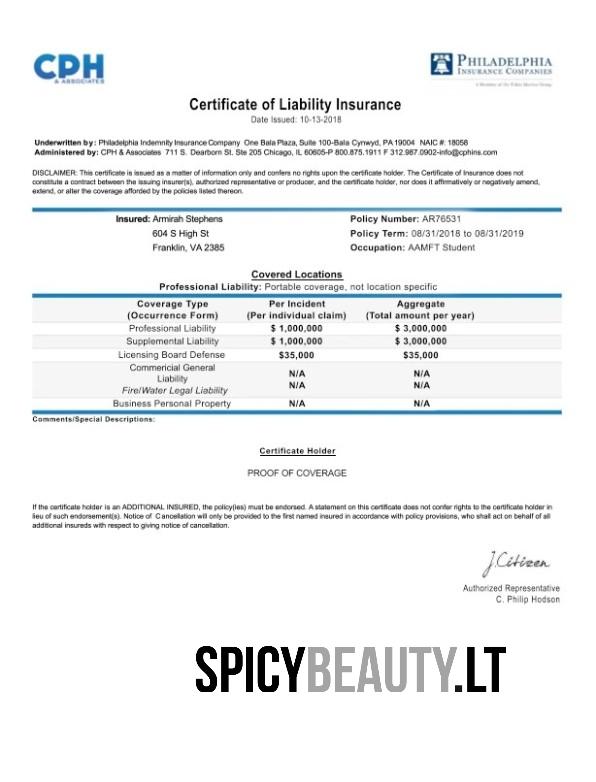 CPH
& ASSOCIATES
PHILADELPHIA
INSURANCE COMPANIES
A Member of the Tokio Marine Group
Certificate of Liability Insurance
Date Issued: 10-13-2018
Underwritten by: Philadelphia Indemnity Insurance Company One Bala Plaza, Suite 100-Bala Cynwyd, PA 19004 NAIC #: 18058
Administered by: CPH & Associates 711 S. Dearborn St. Ste 205 Chicago, IL 60605-P 800.875.1911 F 312.987.0902-info@cphins.com
DISCLAIMER: This certificate is issued as a matter of information only and confers no rights upon the certificate holder. The Certificate of Insurance does not
constitute a contract between the issuing insurer(s), authorized representative or producer, and the certificate holder, nor does it affirmatively or negatively amend,
extend, or alter the coverage afforded by the policies listed thereon.
Insured: Armirah Stephens
604 S High St
Franklin, VA 2385
Policy Number: AR76531
Policy Term: 08/31/2018 to 08/31/2019
Occupation: AAMFT Student
Covered Locations
Professional Liability: Portable coverage, not location specific
Coverage Type Per Incident Aggregate
(Occurrence Form) (Per individual claim) (Total amount per year)
Professional Liability $ 1,000,000 $ 3,000,000
Supplemental Liability $ 1,000,000 $ 3,000,000
Licensing Board Defense $35,000 $35,000
Commericial General
Liability N/A N/A
Fire/Water Legal Liability N/A N/A
Business Personal Property N/A N/A
Comments/Special Descriptions:
Certificate Holder
PROOF OF COVERAGE
If the certificate holder is an ADDITIONAL INSURED, the policy(ies) must be endorsed. A statement on this certificate does not confer rights to the certificate holder in
lieu of such endorsement(s). Notice of Cancellation will only be provided to the first named insured in accordance with policy provisions, who shall act on behalf of all
additional insureds with respect to giving notice of cancellation.
J.Citizen
Authorized Representative
C. Philip Hodson
SPICYBEAUTY.LT